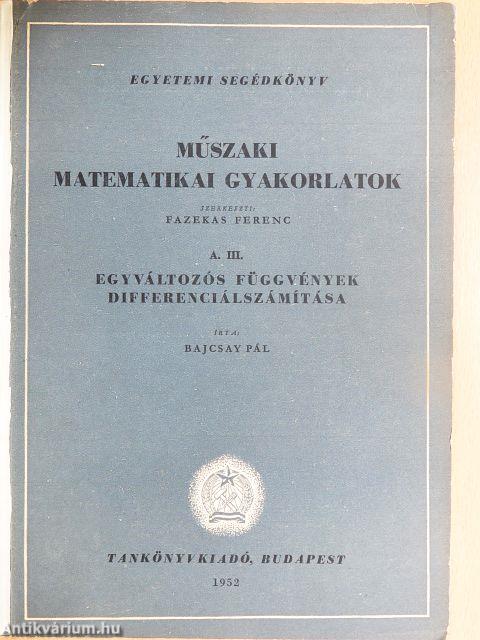 EGYETEMI SEGÉDKÖNYV
MŰSZAKI
MATEMATIKAI GYAKORLATOK
SZERKESZTI:
FAZEKAS FERENC
A. III.
EGYVÁLTOZÓS FÜGGVÉNYEK
DIFFERENCIÁLSZÁMÍTÁSA
ÍRTA:
BAJCSAY PÁL
TANKÖNYVKIADÓ, BUDAPEST
1952
Antikvárium.hu